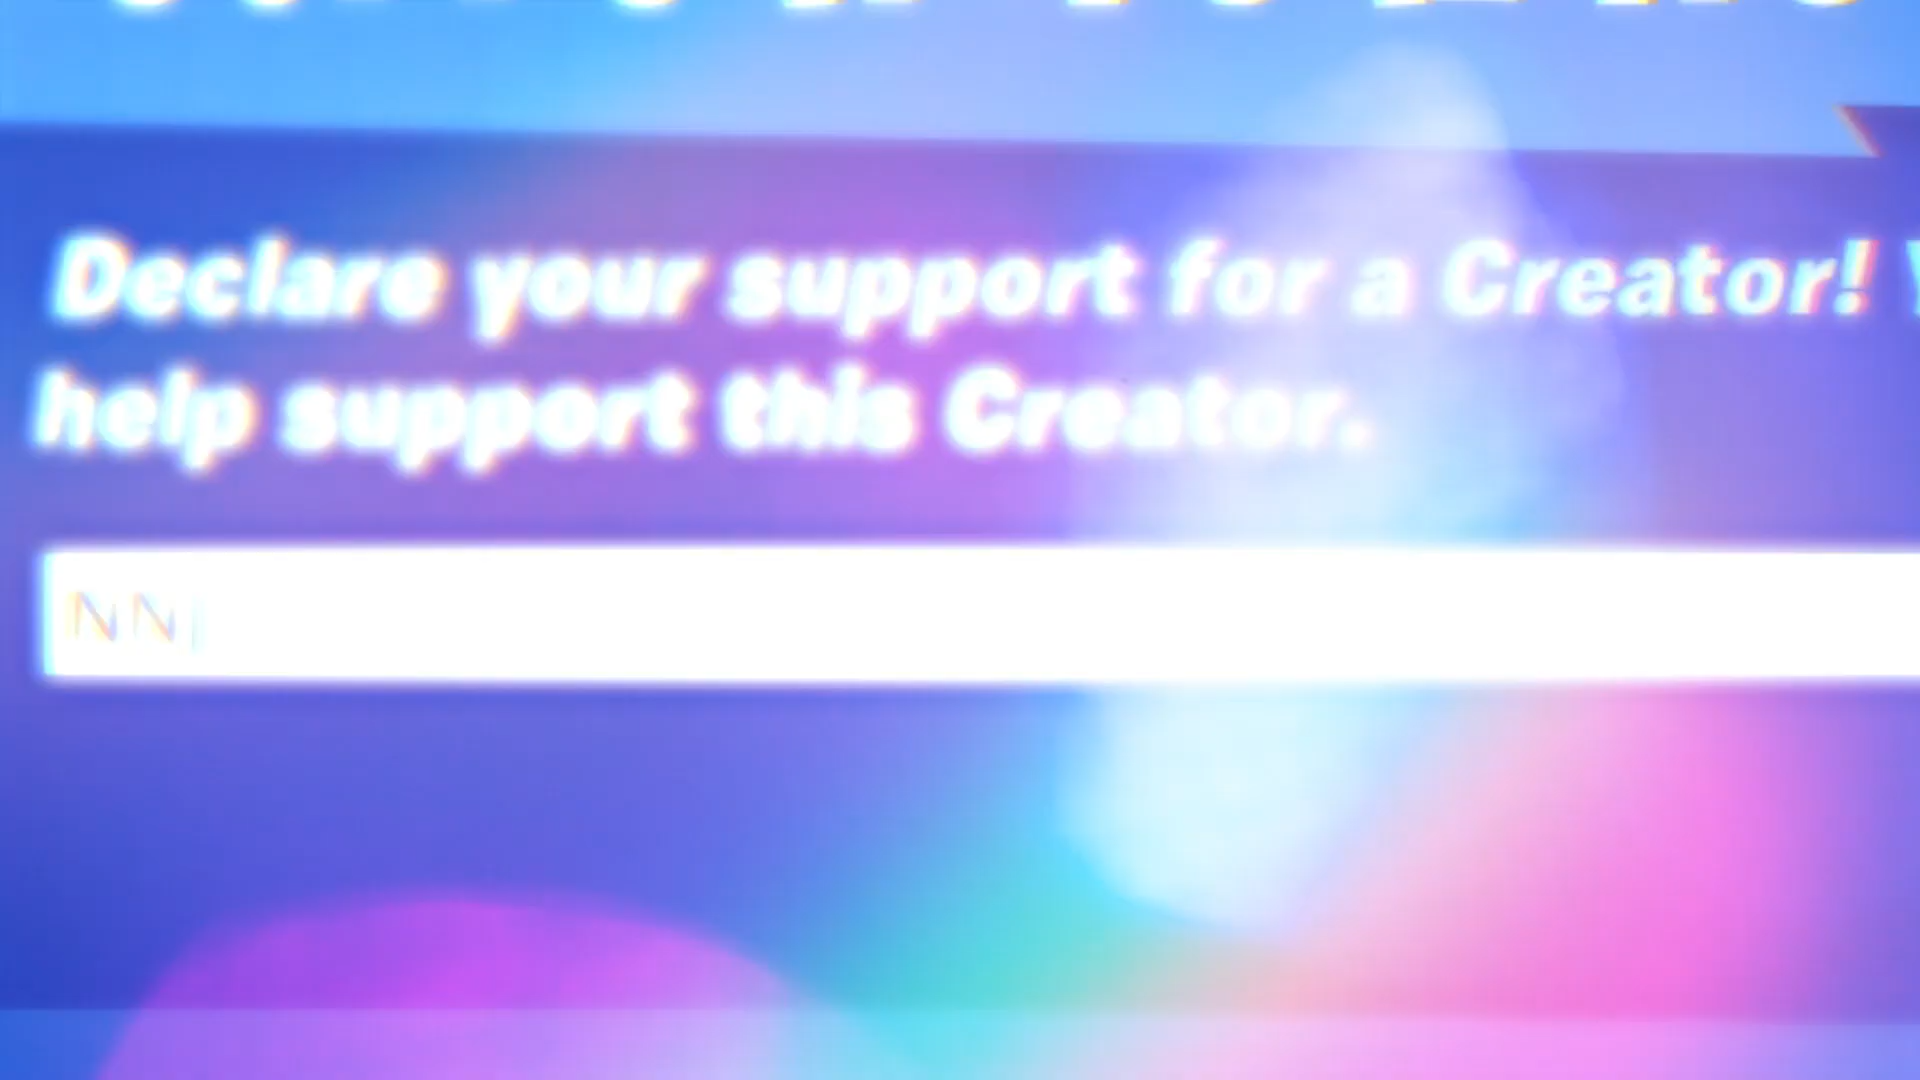 Declare your support for a Creator!
help support this Creator.
NN